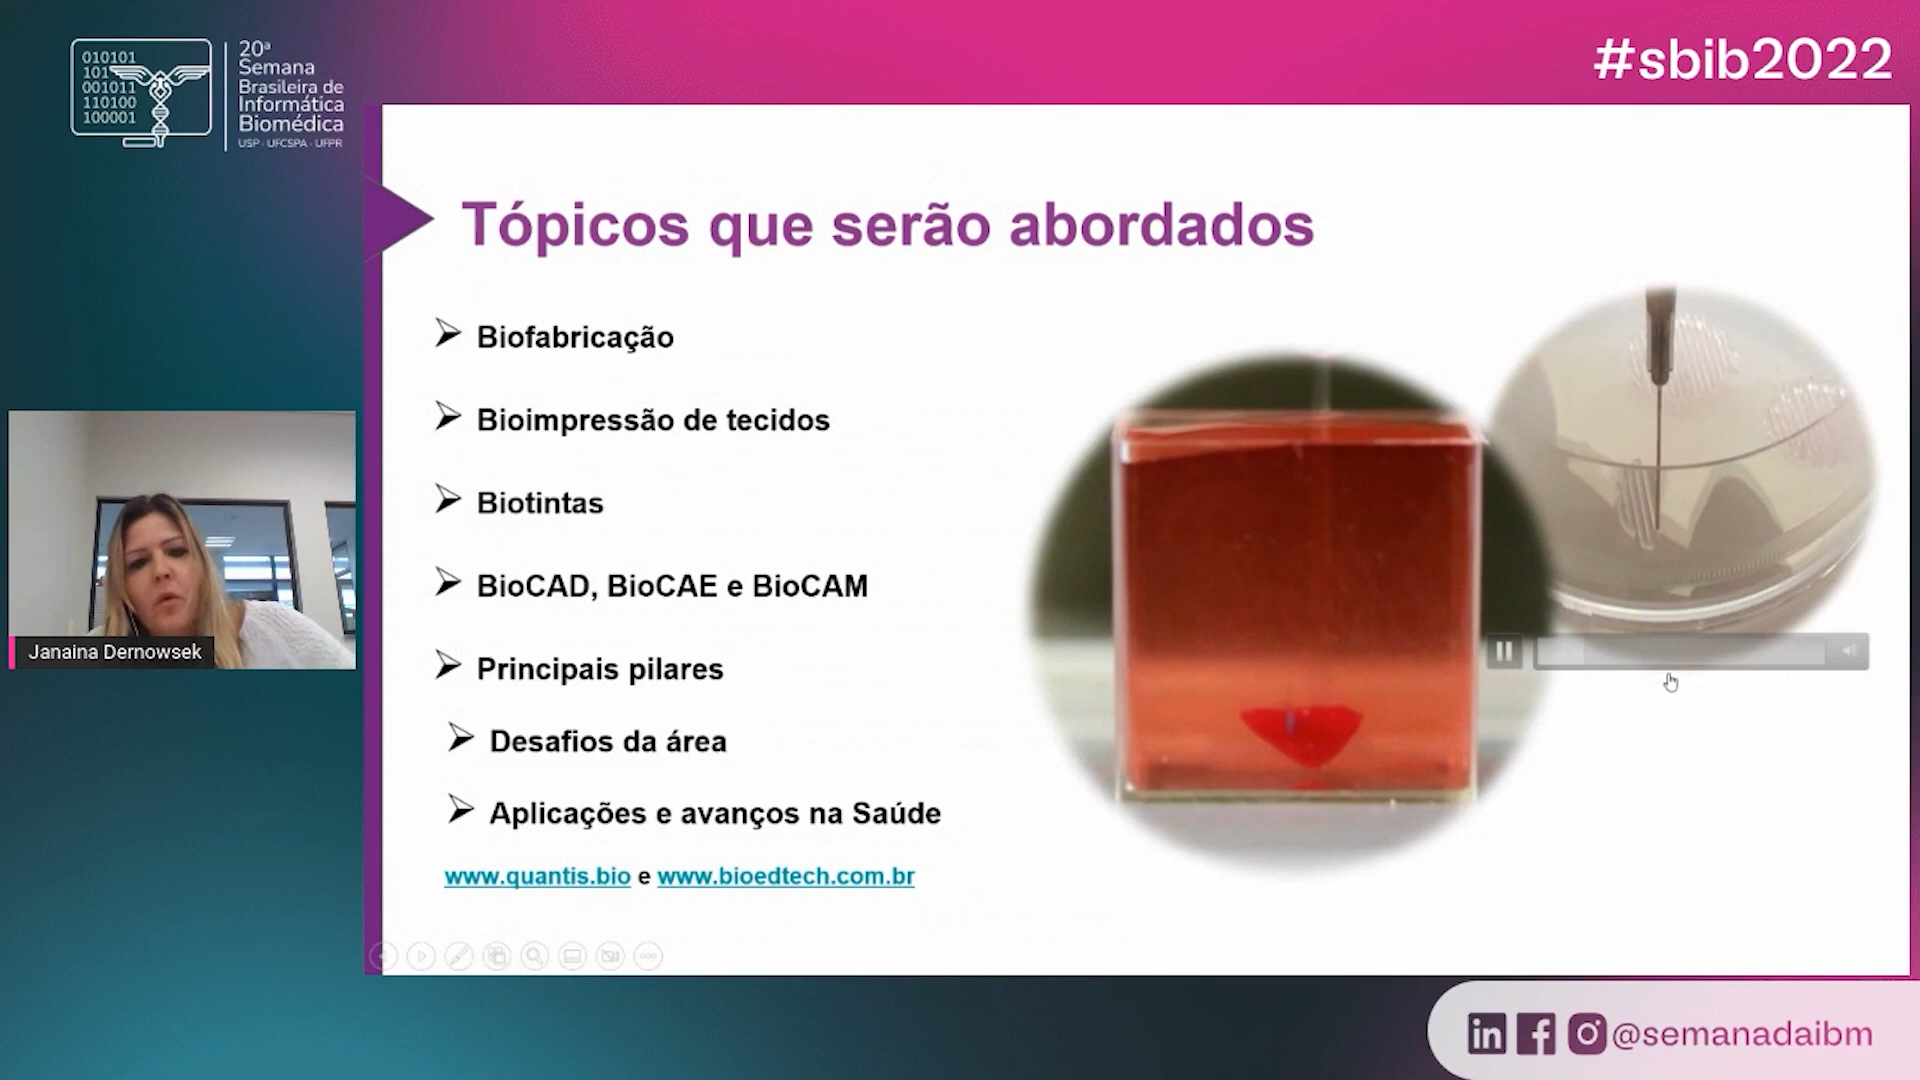 010101
101
001011
110100
100001
20ª
Semana
Brasileira de
Informática
Biomédica
USP · UFCSPA · UFPR
#sbib2022
Tópicos que serão abordados
Biofabricação
Bioimpressão de tecidos
Biotintas
BioCAD, BioCAE e BioCAM
Principais pilares
Desafios da área
Aplicações e avanços na Saúde
www.quantis.bio e www.bioedtech.com.br
Janaina Dernowsek
@semanadaibm